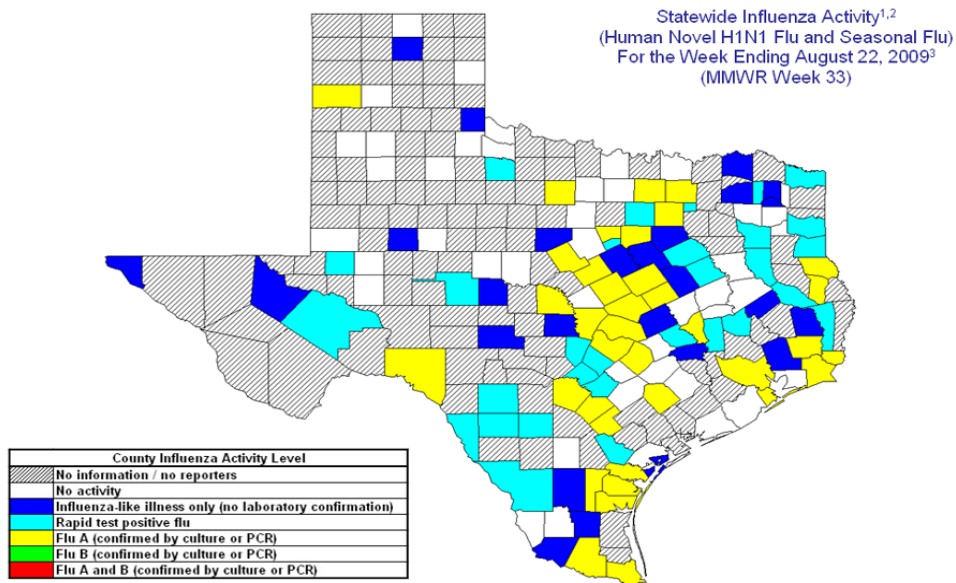 Statewide Influenza Activity1,2
(Human Novel H1N1 Flu and Seasonal Flu)
For the Week Ending August 22, 20093
(MMWR Week 33)
County Influenza Activity Level
No information / no reporters
No activity
Influenza-like illness only (no laboratory confirmation)
Rapid test positive flu
Flu A (confirmed by culture or PCR)
Flu B (confirmed by culture or PCR)
Flu A and B (confirmed by culture or PCR)